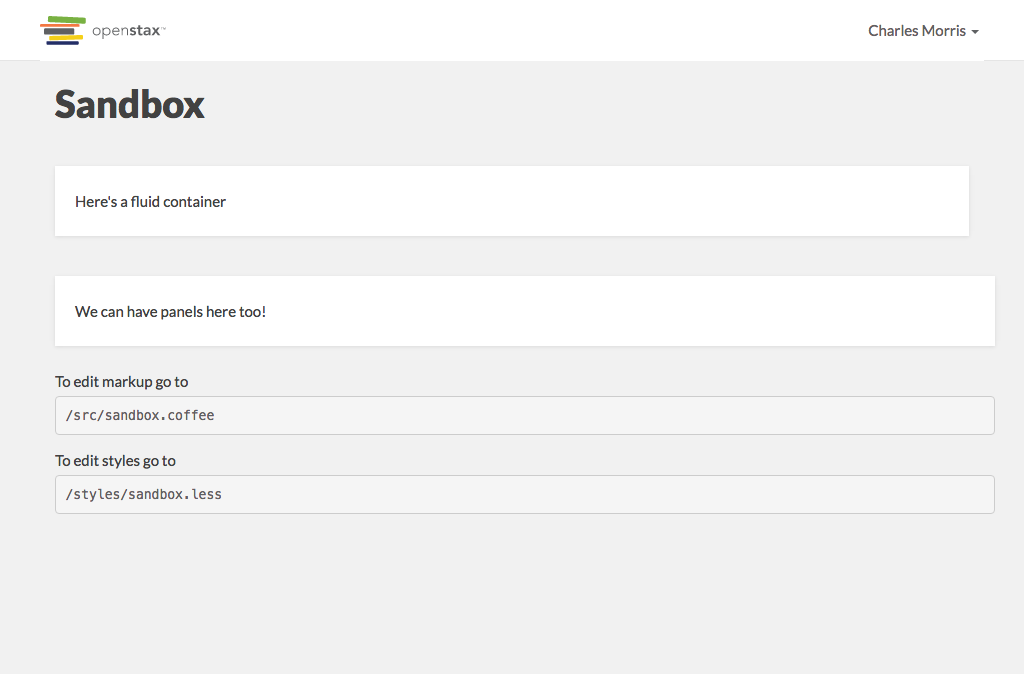 openstax™
Charles Morris
Sandbox
Here's a fluid container
We can have panels here too!
To edit markup go to
/src/sandbox.coffee
To edit styles go to
/styles/sandbox.less